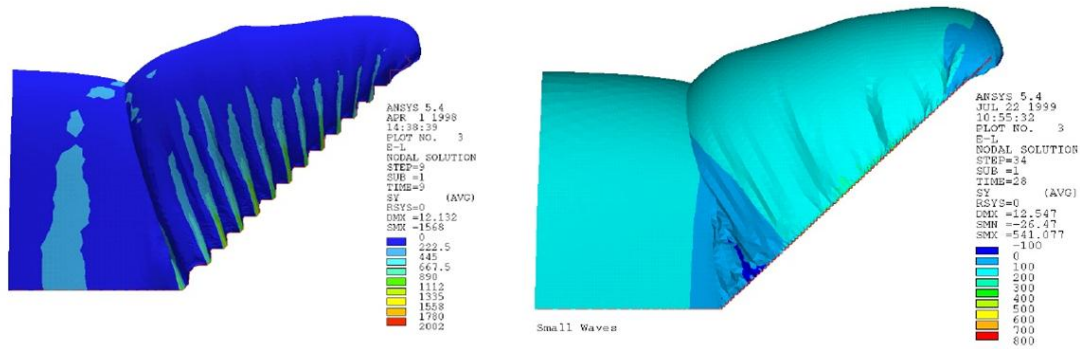 ANSYS 5.4
APR 1 1998
14:38:39
PLOT NO. 3
E-L
NODAL SOLUTION
STEP=9
SUB =1
TIME=9
SY (AVG)
RSYS=0
DMX =12.132
SMX =1568
0
222.5
445
667.5
890
1112
1335
1558
1780
2002
ANSYS 5.4
JUL 22 1999
10:55:32
PLOT NO. 3
E-L
NODAL SOLUTION
STEP=34
SUB =1
TIME=28
SY (AVG)
RSYS=0
DMX =12.547
SMN =-26.47
SMX =541.077
-100
0
100
200
300
400
500
600
700
800
Small Waves